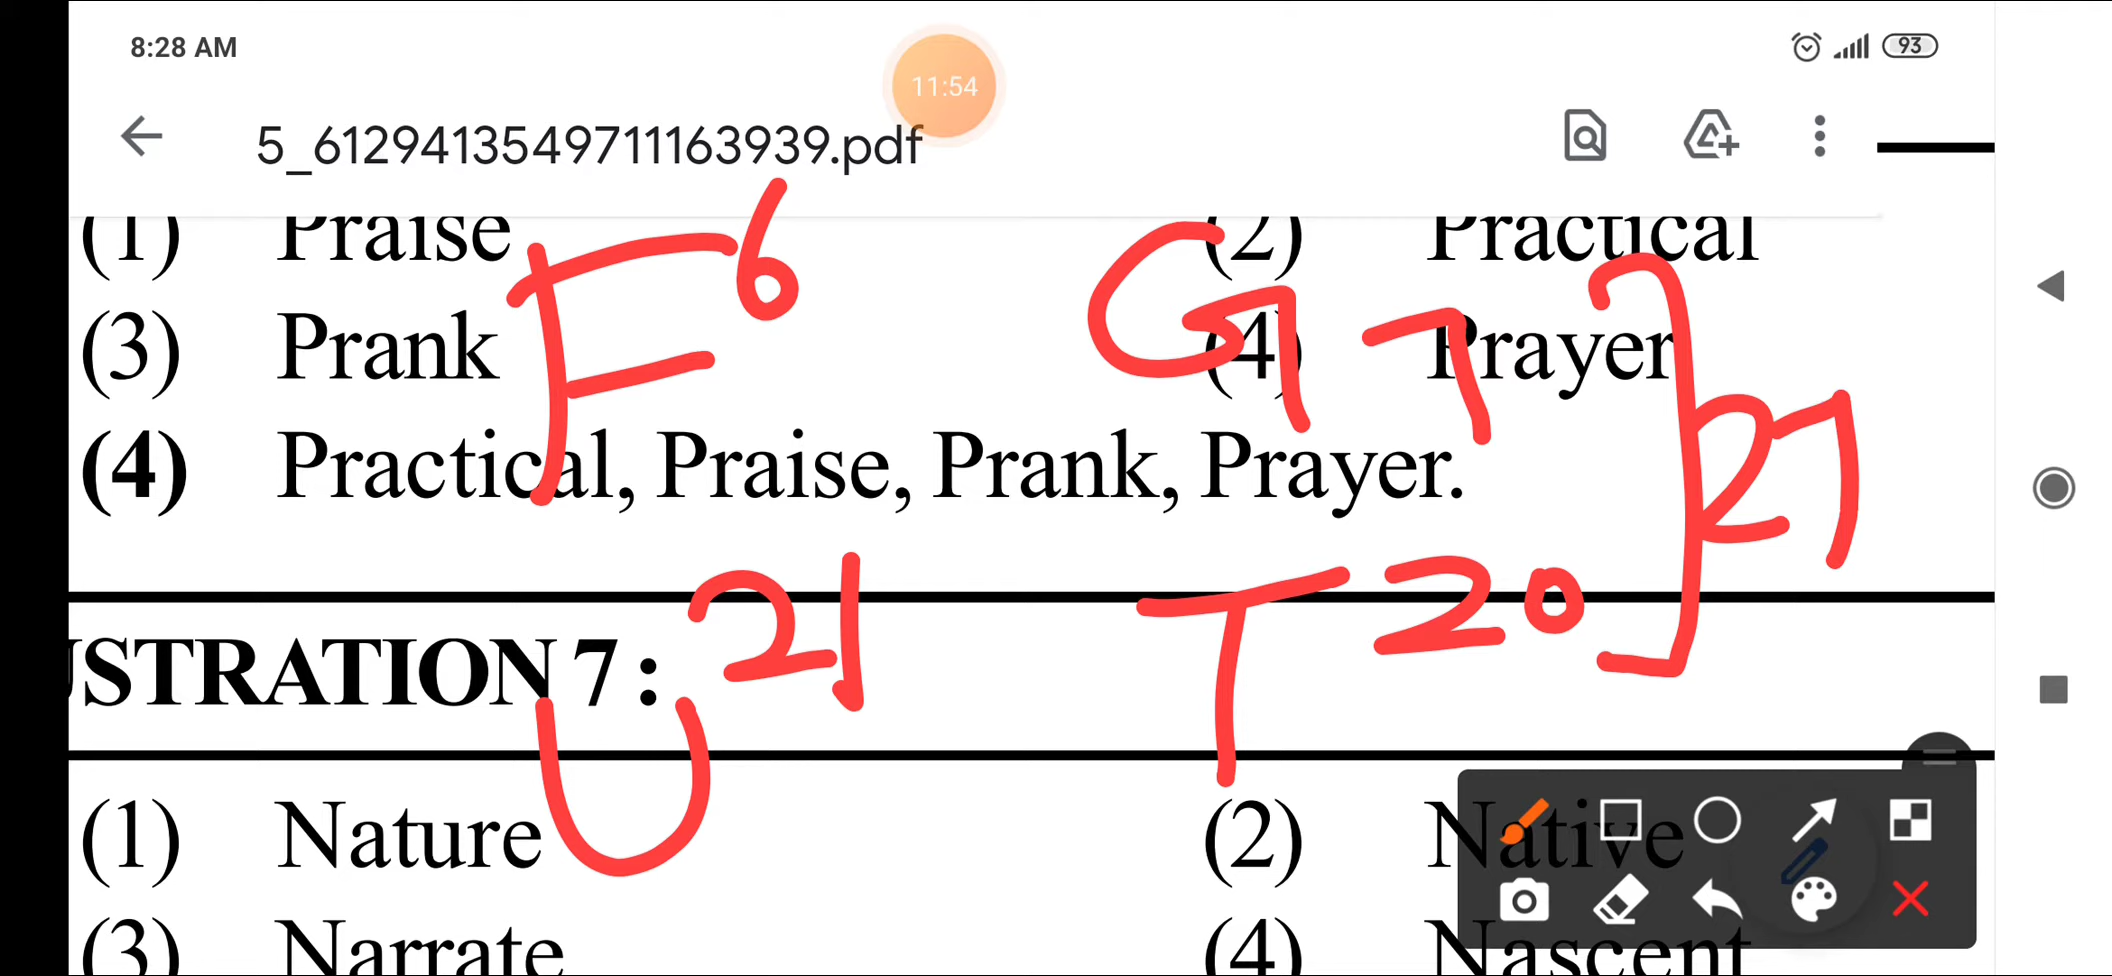 8:28 AM
11:54
93
5_6129413549711163939.pdf
(1) Praise (2) Practical
F 6 G 7
(3) Prank (4) Prayer
27
(4) Practical, Praise, Prank, Prayer.
21 T 20
USTRATION 7 :
U
(1) Nature (2) Native
(3) Narrate (4) Nascent